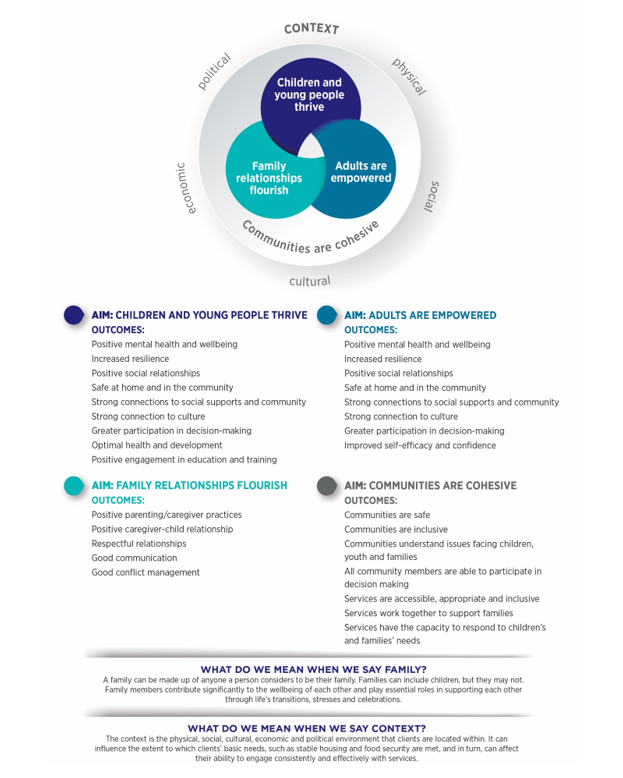 CONTEXT
political
physical
Children and
young people
thrive
Family
relationships
flourish
Adults are
empowered
economic
social
Communities are cohesive
cultural
AIM: CHILDREN AND YOUNG PEOPLE THRIVE
OUTCOMES:
Positive mental health and wellbeing
Increased resilience
Positive social relationships
Safe at home and in the community
Strong connections to social supports and community
Strong connection to culture
Greater participation in decision-making
Optimal health and development
Positive engagement in education and training
AIM: ADULTS ARE EMPOWERED
OUTCOMES:
Positive mental health and wellbeing
Increased resilience
Positive social relationships
Safe at home and in the community
Strong connections to social supports and community
Strong connection to culture
Greater participation in decision-making
Improved self-efficacy and confidence
AIM: FAMILY RELATIONSHIPS FLOURISH
OUTCOMES:
Positive parenting/caregiver practices
Positive caregiver-child relationship
Respectful relationships
Good communication
Good conflict management
AIM: COMMUNITIES ARE COHESIVE
OUTCOMES:
Communities are safe
Communities are inclusive
Communities understand issues facing children,
youth and families
All community members are able to participate in
decision making
Services are accessible, appropriate and inclusive
Services work together to support families
Services have the capacity to respond to children's
and families' needs
WHAT DO WE MEAN WHEN WE SAY FAMILY?
A family can be made up of anyone a person considers to be their family. Families can include children, but they may not.
Family members contribute significantly to the wellbeing of each other and play essential roles in supporting each other
through life's transitions, stresses and celebrations.
WHAT DO WE MEAN WHEN WE SAY CONTEXT?
The context is the physical, social, cultural, economic and political environment that clients are located within. It can
influence the extent to which clients' basic needs, such as stable housing and food security are met, and in turn, can affect
their ability to engage consistently and effectively with services.